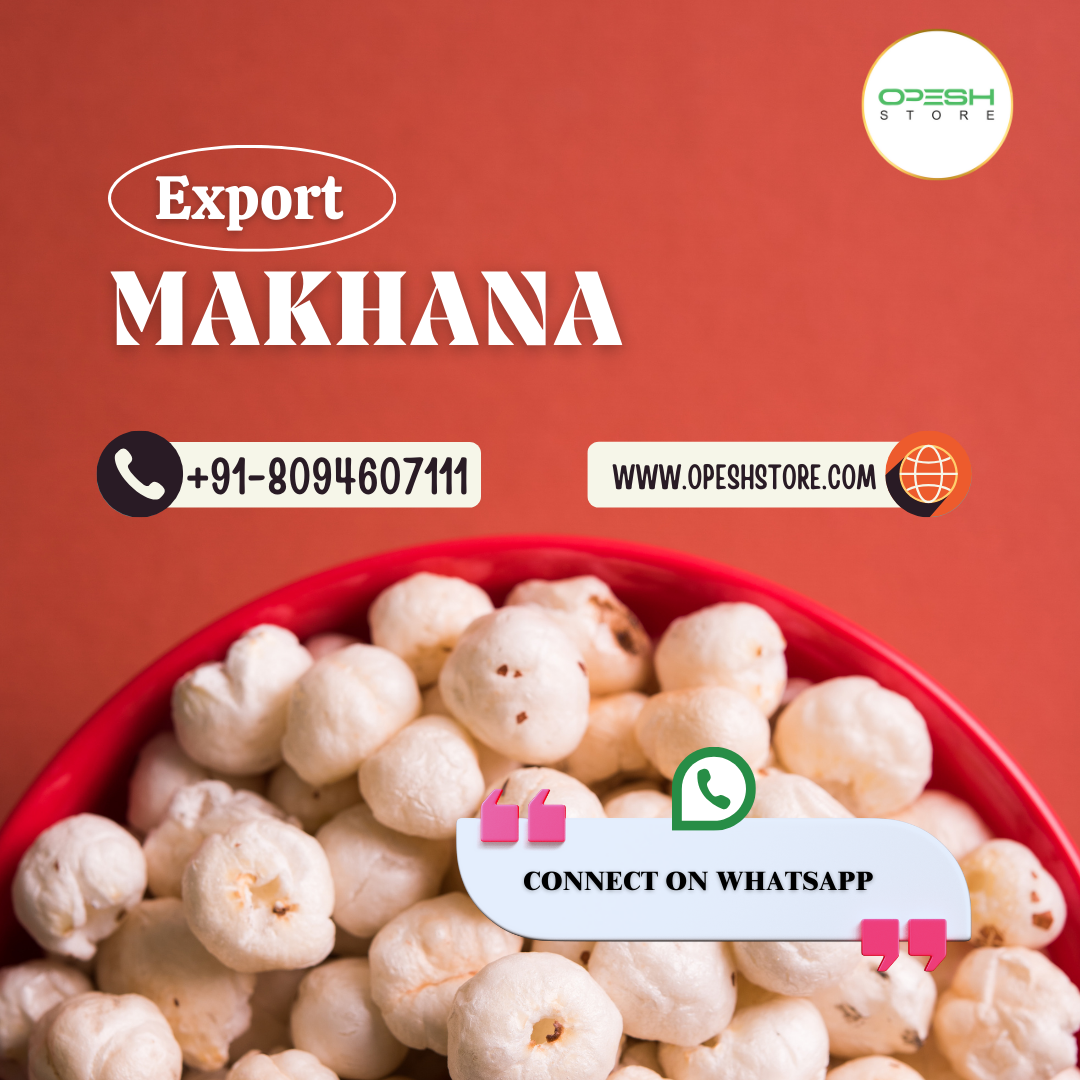 OPESH
STORE
Export
MAKHANA
+91-8094607111
WWW.OPESHSTORE.COM
CONNECT ON WHATSAPP